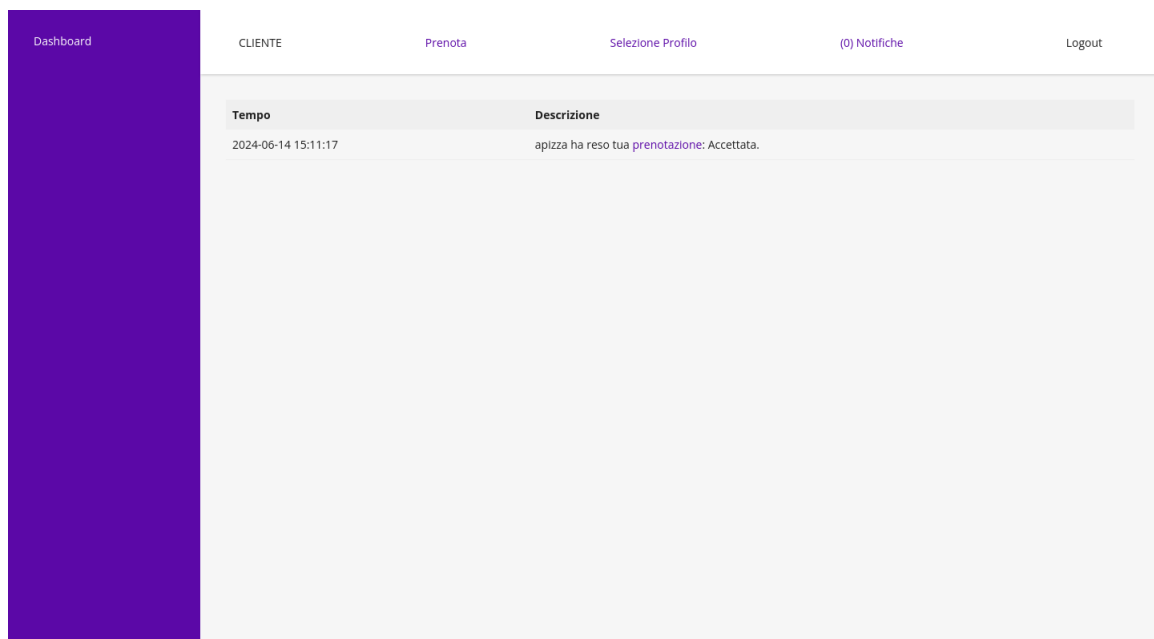 Dashboard
CLIENTE Prenota Selezione Profilo (0) Notifiche Logout
Tempo Descrizione
2024-06-14 15:11:17 apizza ha reso tua prenotazione: Accettata.